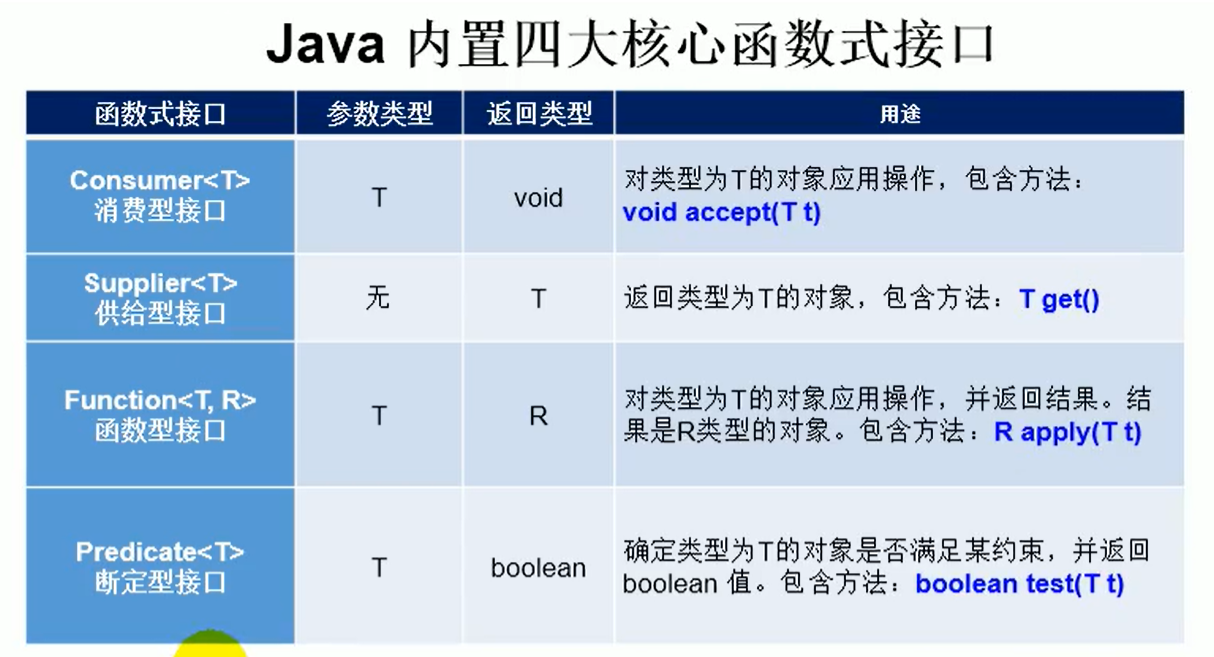 Java 内置四大核心函数式接口
函数式接口 参数类型 返回类型 用途
Consumer<T>
消费型接口
T
void
对类型为T的对象应用操作，包含方法：
void accept(T t)
Supplier<T>
供给型接口
无
T
返回类型为T的对象，包含方法：T get()
Function<T, R>
函数型接口
T
R
对类型为T的对象应用操作，并返回结果。结
果是R类型的对象。包含方法：R apply(T t)
Predicate<T>
断定型接口
T
boolean
确定类型为T的对象是否满足某约束，并返回
boolean 值。包含方法：boolean test(T t)